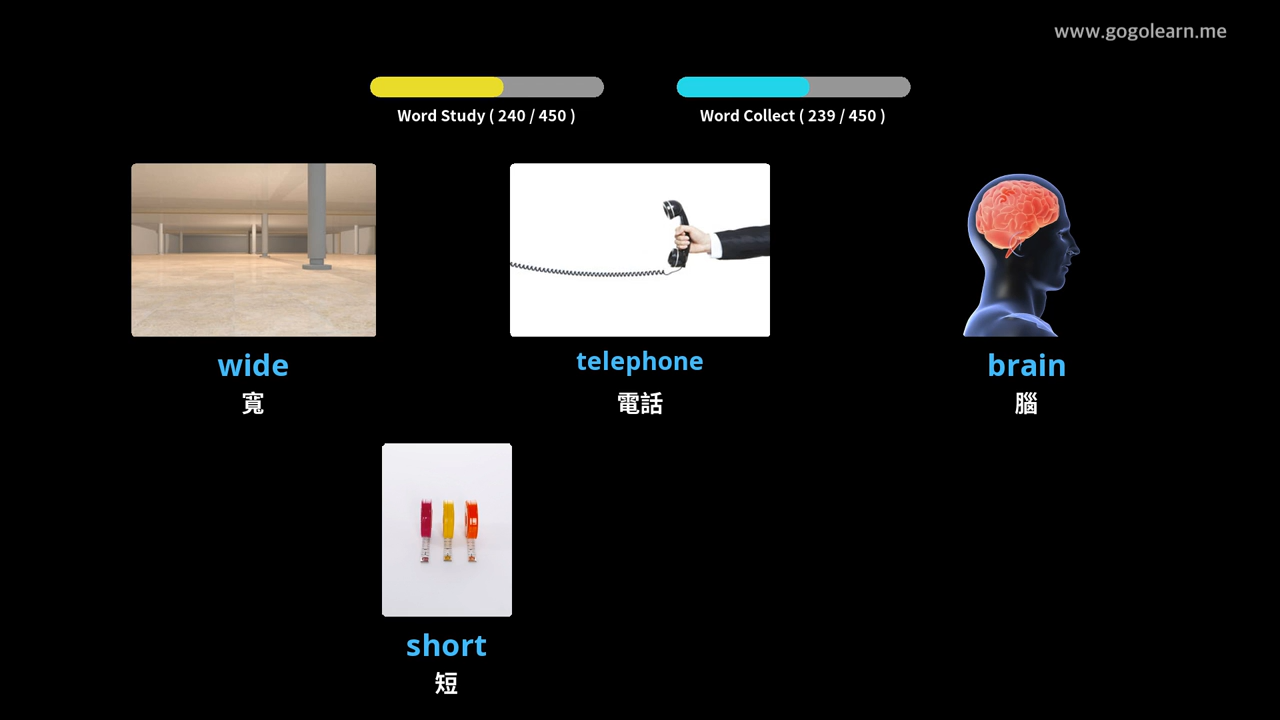 www.gogolearn.me
Word Study ( 240 / 450 )
Word Collect ( 239 / 450 )
wide
寬
telephone
電話
brain
腦
short
短